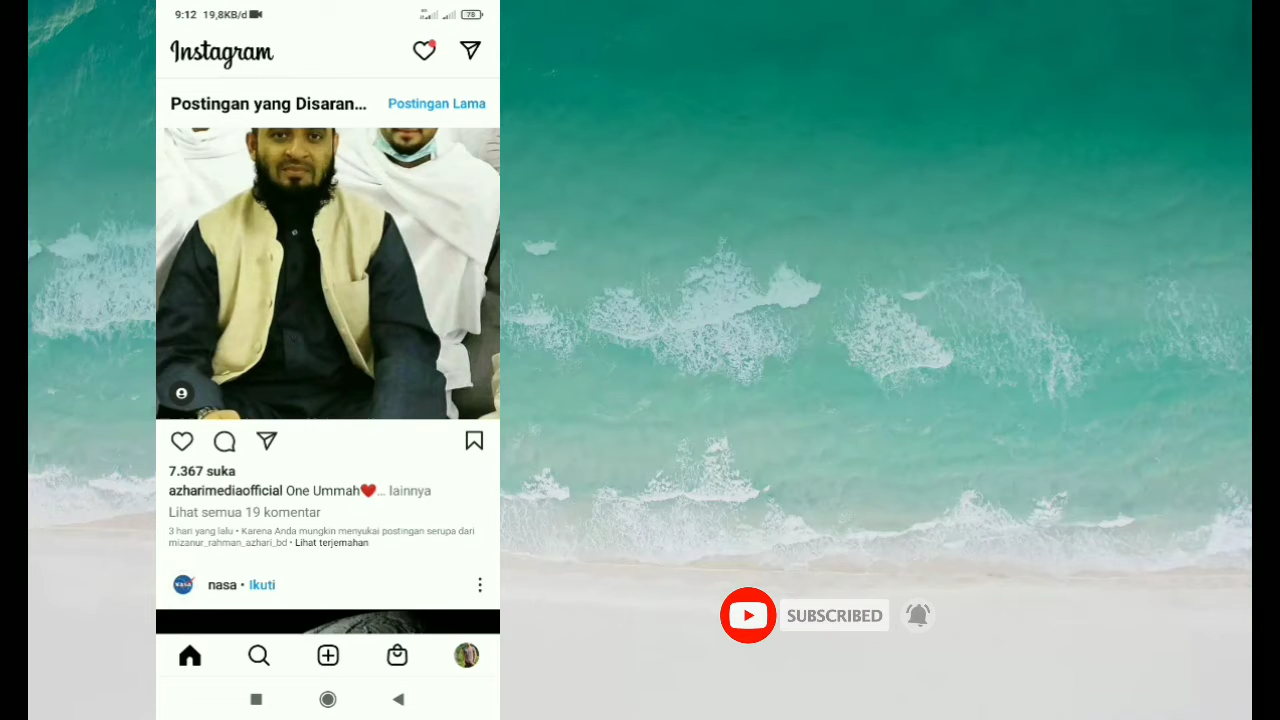 9:12 19,8KB/d
78
Instagram
Postingan yang Disaran... Postingan Lama
7.367 suka
azharimediaofficial One Ummah❤️... lainnya
Lihat semua 19 komentar
3 hari yang lalu • Karena Anda mungkin menyukai postingan serupa dari
mizanur_rahman_azhari_bd • Lihat terjemahan
NASA
nasa • Ikuti
SUBSCRIBED